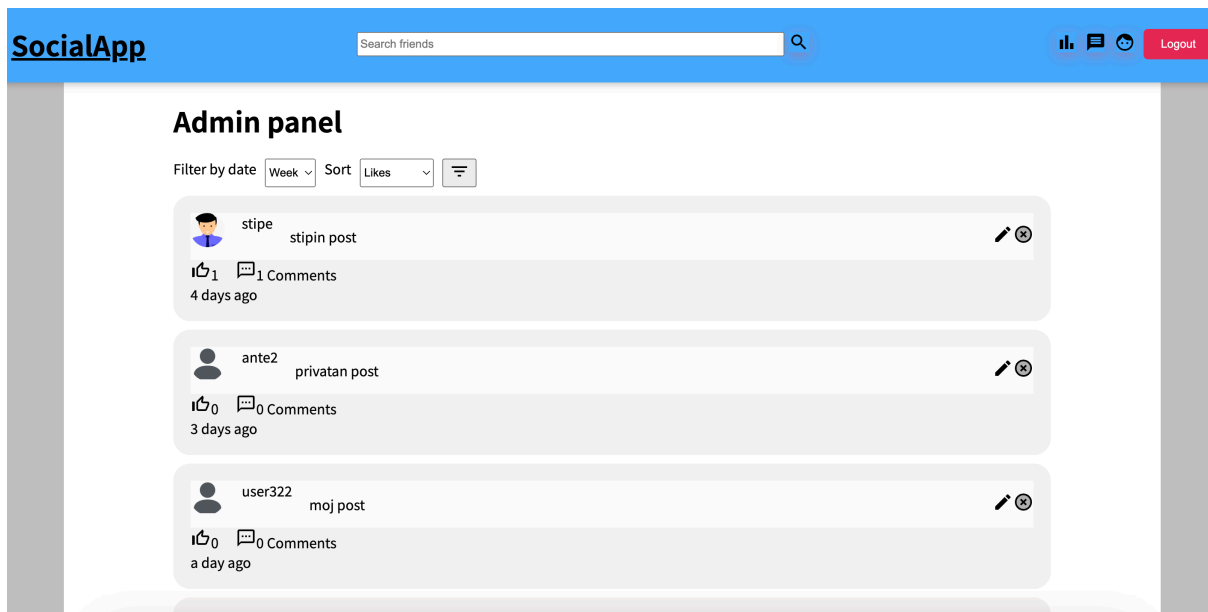 SocialApp
Search friends
Logout
Admin panel
Filter by date Week Sort Likes
stipe
stipin post
1 1 Comments
4 days ago
ante2
privatan post
0 0 Comments
3 days ago
user322
moj post
0 0 Comments
a day ago